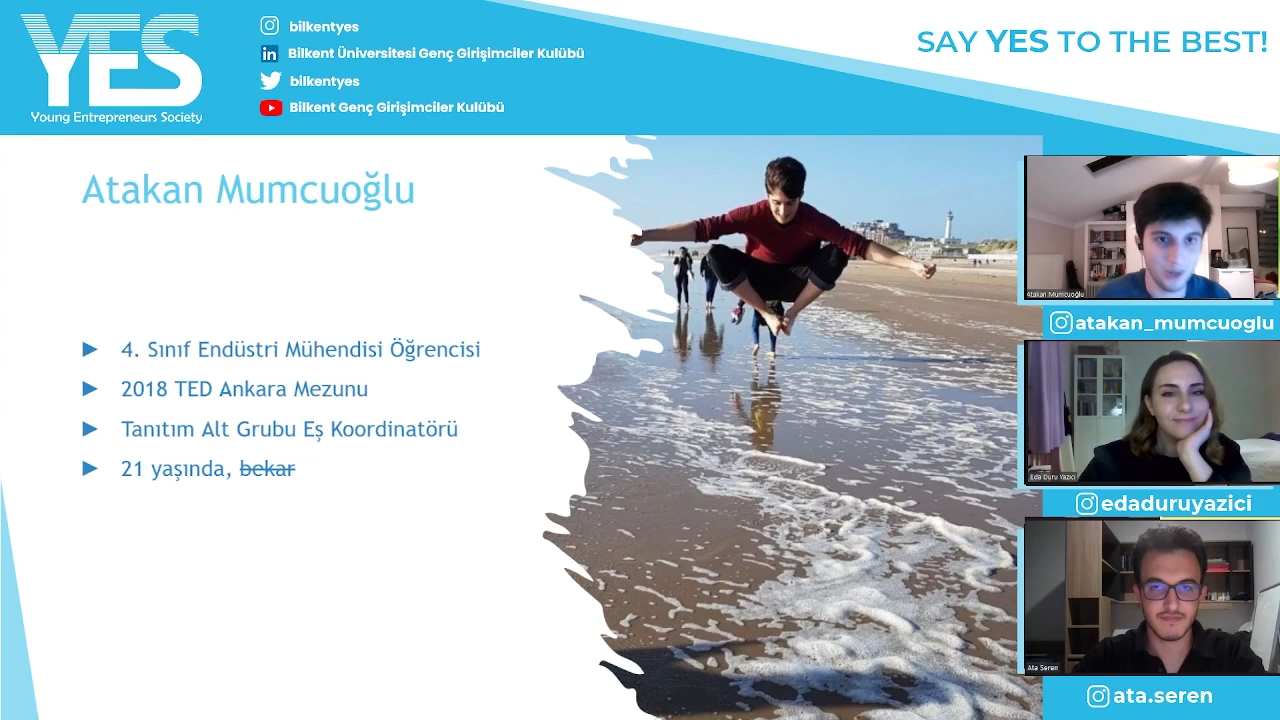 YES
Young Entrepreneurs Society
bilkentyes
Bilkent Üniversitesi Genç Girişimciler Kulübü
bilkentyes
Bilkent Genç Girişimciler Kulübü
SAY YES TO THE BEST!
Atakan Mumcuoğlu
4. Sınıf Endüstri Mühendisi Öğrencisi
2018 TED Ankara Mezunu
Tanıtım Alt Grubu Eş Koordinatörü
21 yaşında, bekar
Atakan Mumcuoğlu
atakan_mumcuoglu
Eda Duru Yazıcı
edaduruyazici
Ata Seren
ata.seren